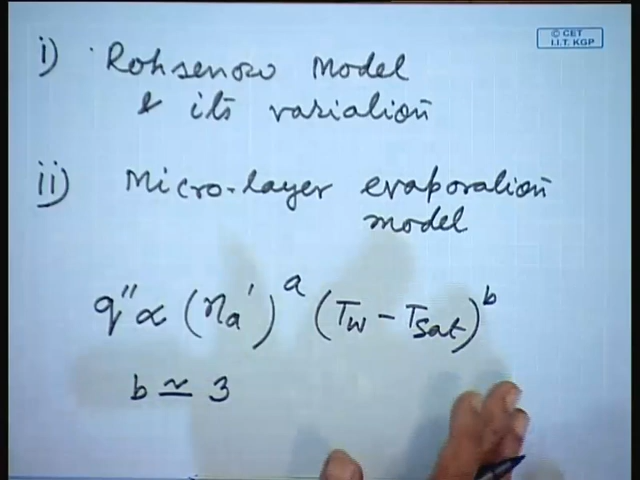 © CET
I.I.T. KGP
i) Rohsenow Model
& its variation
ii) Micro-layer evaporation
model
q" ∝ (na')^a (Tw - Tsat)^b
b ≃ 3